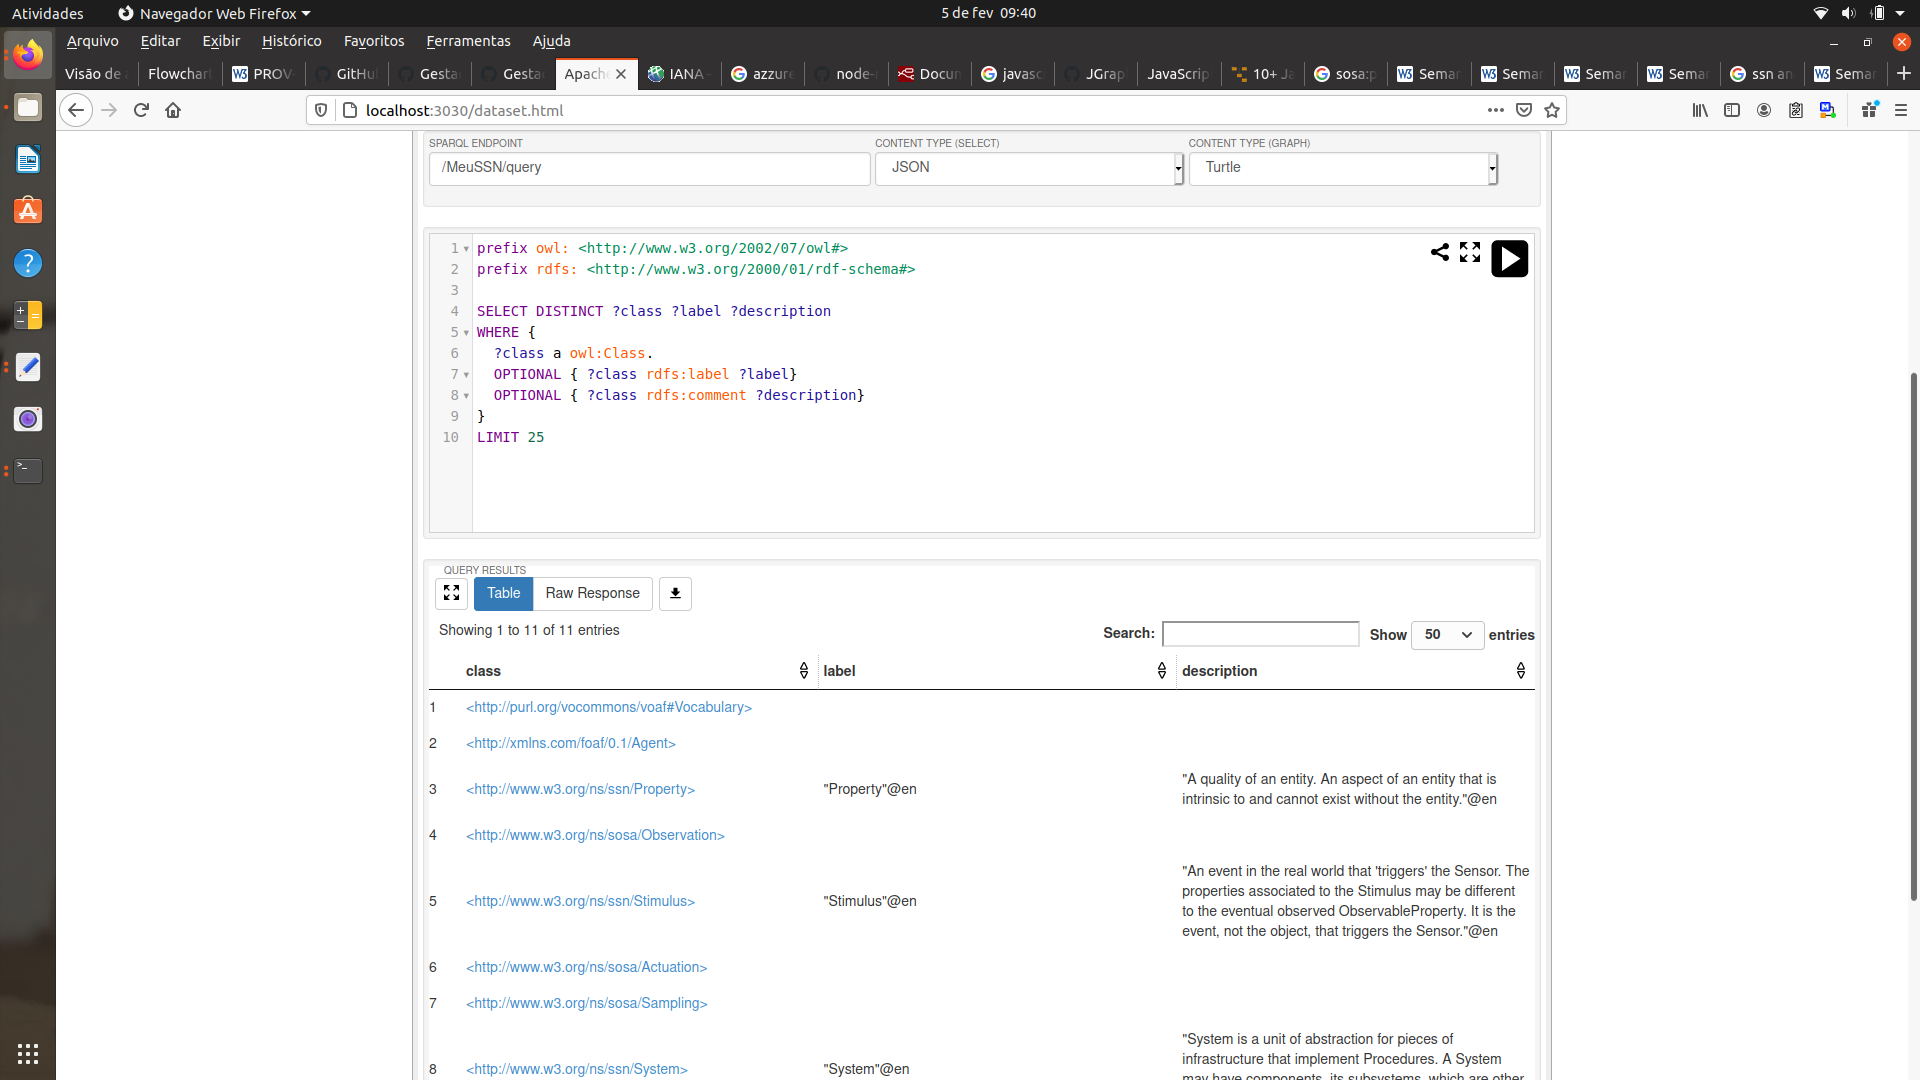 Atividades
Navegador Web Firefox
5 de fev 09:40
Arquivo Editar Exibir Histórico Favoritos Ferramentas Ajuda
Visão de
Flowchar
PROV-
GitHu
Gesta
Gesta
Apache
IANA
azzure
node-
Docum
javasc
JGrap
JavaScrip
10+ Ja
sosa:p
Seman
Seman
Seman
Seman
ssn an
Seman
localhost:3030/dataset.html
SPARQL ENDPOINT
CONTENT TYPE (SELECT)
CONTENT TYPE (GRAPH)
/MeuSSN/query
JSON
Turtle
1 prefix owl: <http://www.w3.org/2002/07/owl#>
2 prefix rdfs: <http://www.w3.org/2000/01/rdf-schema#>
3
4 SELECT DISTINCT ?class ?label ?description
5 WHERE {
6 ?class a owl:Class.
7 OPTIONAL { ?class rdfs:label ?label}
8 OPTIONAL { ?class rdfs:comment ?description}
9 }
10 LIMIT 25
QUERY RESULTS
Table
Raw Response
Showing 1 to 11 of 11 entries
Search:
Show 50 entries
class label description
1 <http://purl.org/vocommons/voaf#Vocabulary>
2 <http://xmlns.com/foaf/0.1/Agent>
3 <http://www.w3.org/ns/ssn/Property> "Property"@en
"A quality of an entity. An aspect of an entity that is
intrinsic to and cannot exist without the entity."@en
4 <http://www.w3.org/ns/sosa/Observation>
5 <http://www.w3.org/ns/ssn/Stimulus> "Stimulus"@en
"An event in the real world that 'triggers' the Sensor. The
properties associated to the Stimulus may be different
to the eventual observed ObservableProperty. It is the
event, not the object, that triggers the Sensor."@en
6 <http://www.w3.org/ns/sosa/Actuation>
7 <http://www.w3.org/ns/sosa/Sampling>
8 <http://www.w3.org/ns/ssn/System> "System"@en
"System is a unit of abstraction for pieces of
infrastructure that implement Procedures. A System
may have components, its subsystems, which are other